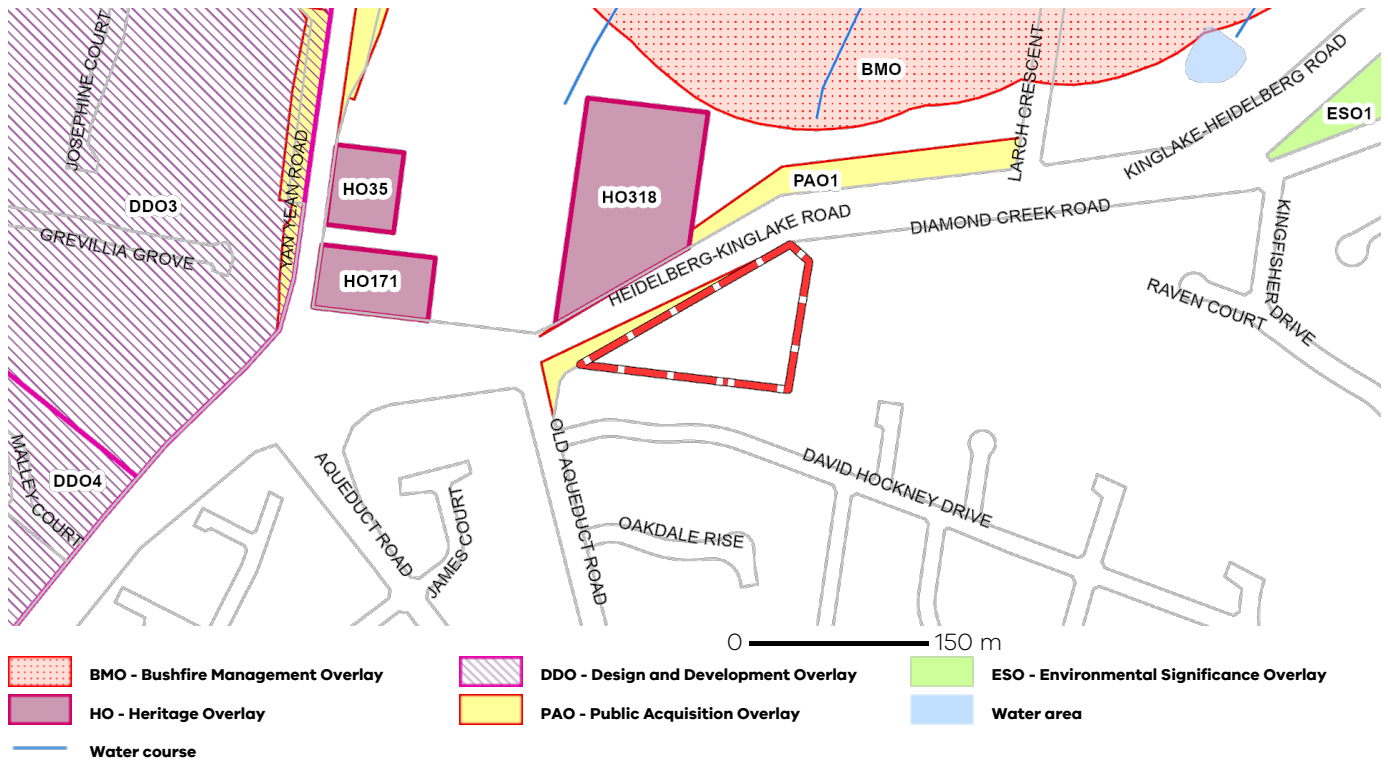 JOSEPHINE COURT
BMO
LARCH CRESCENT
KINGLAKE-HEIDELBERG ROAD
ESO1
YAN YEAN ROAD
HO35
PAO1
HO318
DDO3
GREVILLIA GROVE
HEIDELBERG-KINGLAKE ROAD
DIAMOND CREEK ROAD
KINGFISHER DRIVE
HO171
RAVEN COURT
MALLEY COURT
DDO4
AQUEDUCT ROAD
JAMES COURT
OLD AQUEDUCT ROAD
DAVID HOCKNEY DRIVE
OAKDALE RISE
0 150 m
BMO - Bushfire Management Overlay
DDO - Design and Development Overlay
ESO - Environmental Significance Overlay
HO - Heritage Overlay
PAO - Public Acquisition Overlay
Water area
Water course